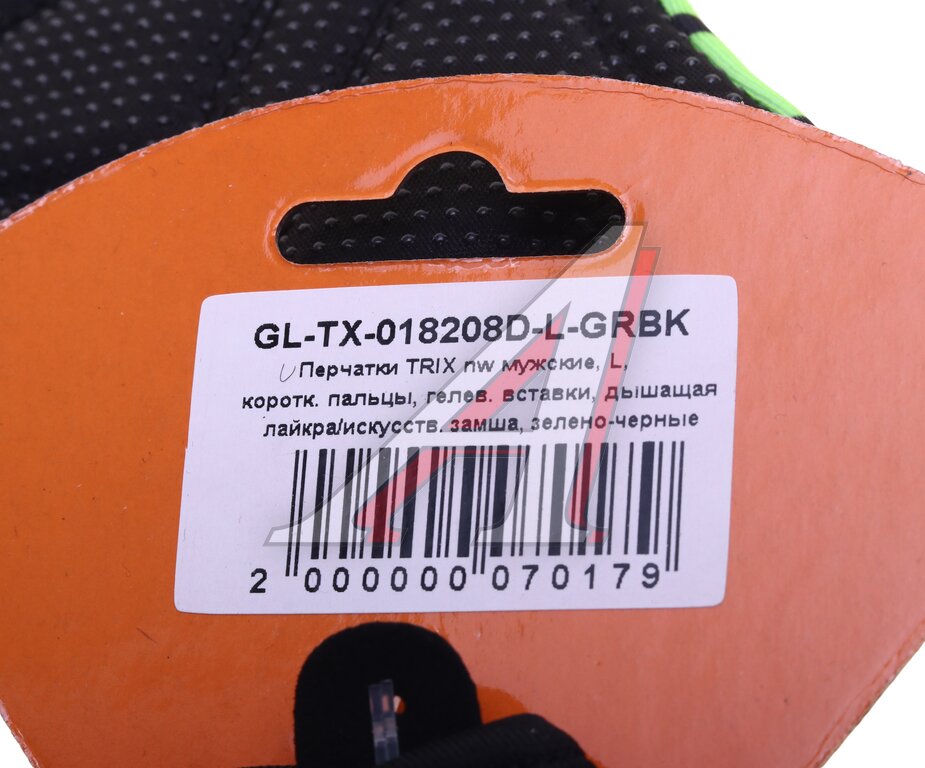 GL-TX-018208D-L-GRBK
Перчатки TRIX nw мужские, L,
коротк. пальцы, гелев. вставки, дышащая
лайкра/искусств. замша, зелено-черные
2 000000 070179